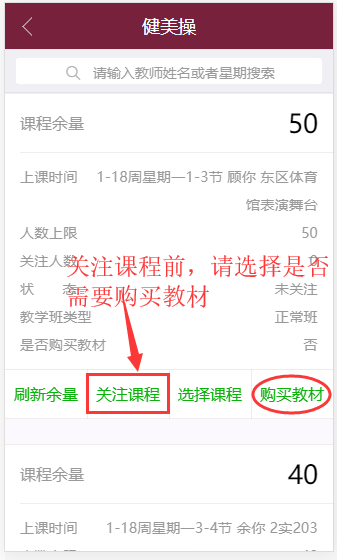 健美操
请输入教师姓名或者星期搜索
课程余量 50
上课时间 1-18周星期一1-3节 顾你 东区体育
馆表演舞台
人数上限 50
关注人数 0
关注课程前，请选择是否
需要购买教材
状 态 未关注
教学班类型 正常班
是否购买教材 否
刷新余量 关注课程 选择课程 购买教材
课程余量 40
上课时间 1-18周星期一3-4节 余你 2实203